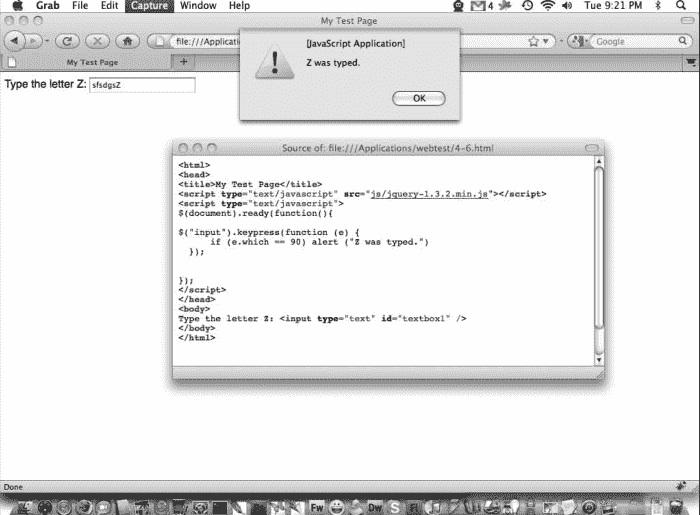 Grab File Edit Capture Window Help 4 Tue 9:21 PM
My Test Page
file:///Applicati Google
My Test Page +
[JavaScript Application]
Z was typed.
OK
Type the letter Z: sfsdgsZ
Source of: file:///Applications/webtest/4-6.html
<html>
<head>
<title>My Test Page</title>
<script type="text/javascript" src="js/jquery-1.3.2.min.js"></script>
<script type="text/javascript">
$(document).ready(function(){
$("input").keypress(function (e) {
if (e.which == 90) alert ("Z was typed.")
});
});
</script>
</head>
<body>
Type the letter Z: <input type="text" id="textbox1" />
</body>
</html>
Done
Fw Dw S Fl